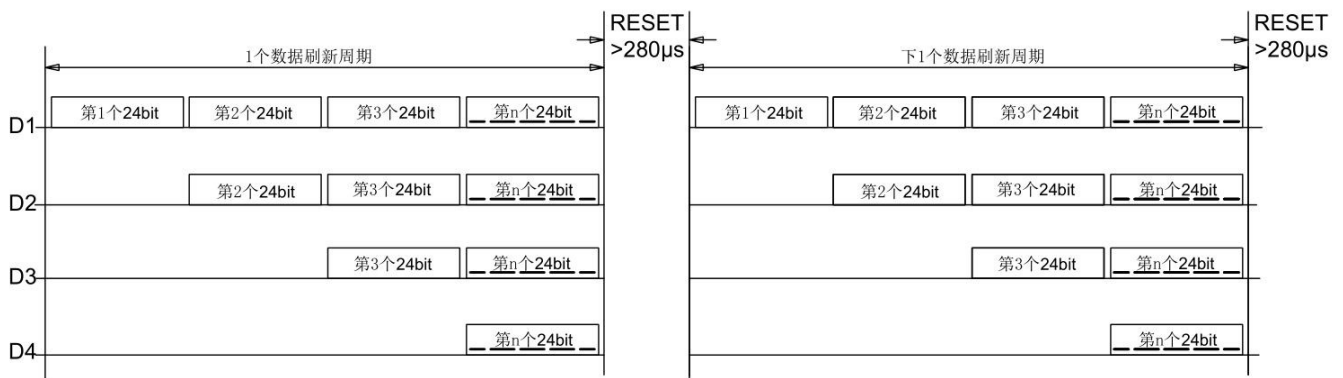 RESET
>280μs
RESET
>280μs
1个数据刷新周期
下1个数据刷新周期
D1
第1个24bit
第2个24bit
第3个24bit
第n个24bit
第1个24bit
第2个24bit
第3个24bit
第n个24bit
D2
第2个24bit
第3个24bit
第n个24bit
第2个24bit
第3个24bit
第n个24bit
D3
第3个24bit
第n个24bit
第3个24bit
第n个24bit
D4
第n个24bit
第n个24bit